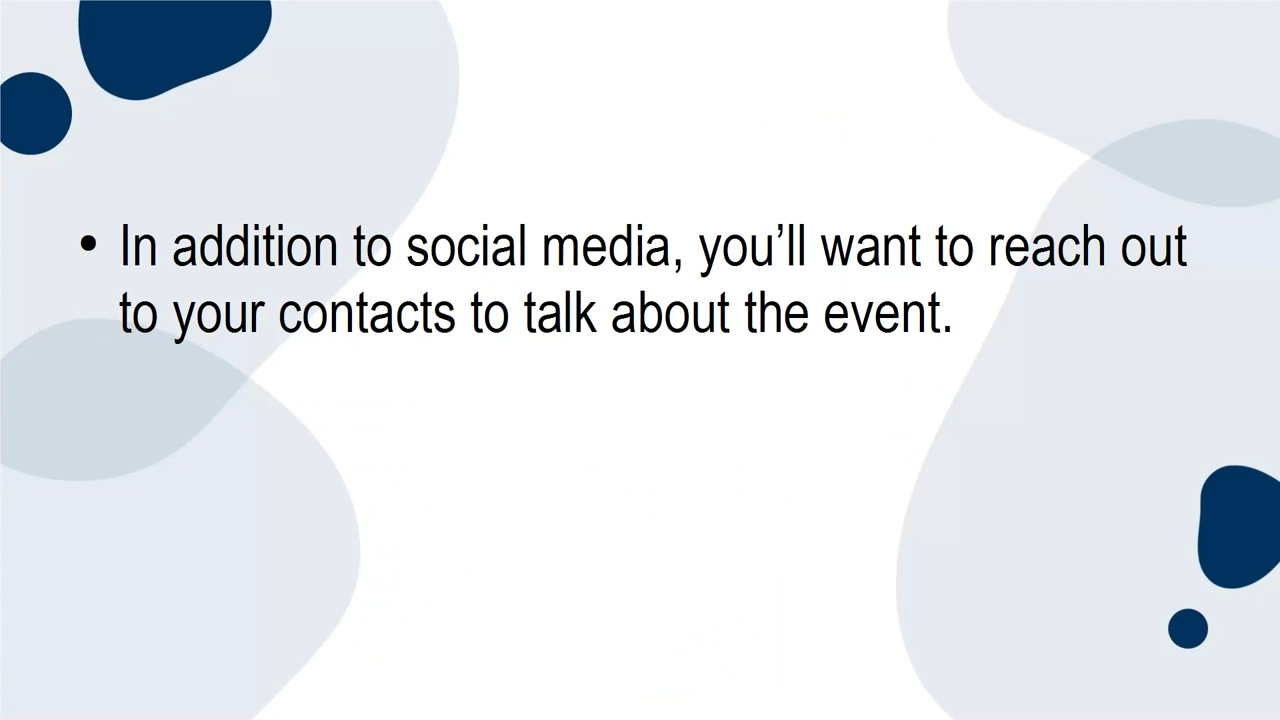 • In addition to social media, you’ll want to reach out
to your contacts to talk about the event.